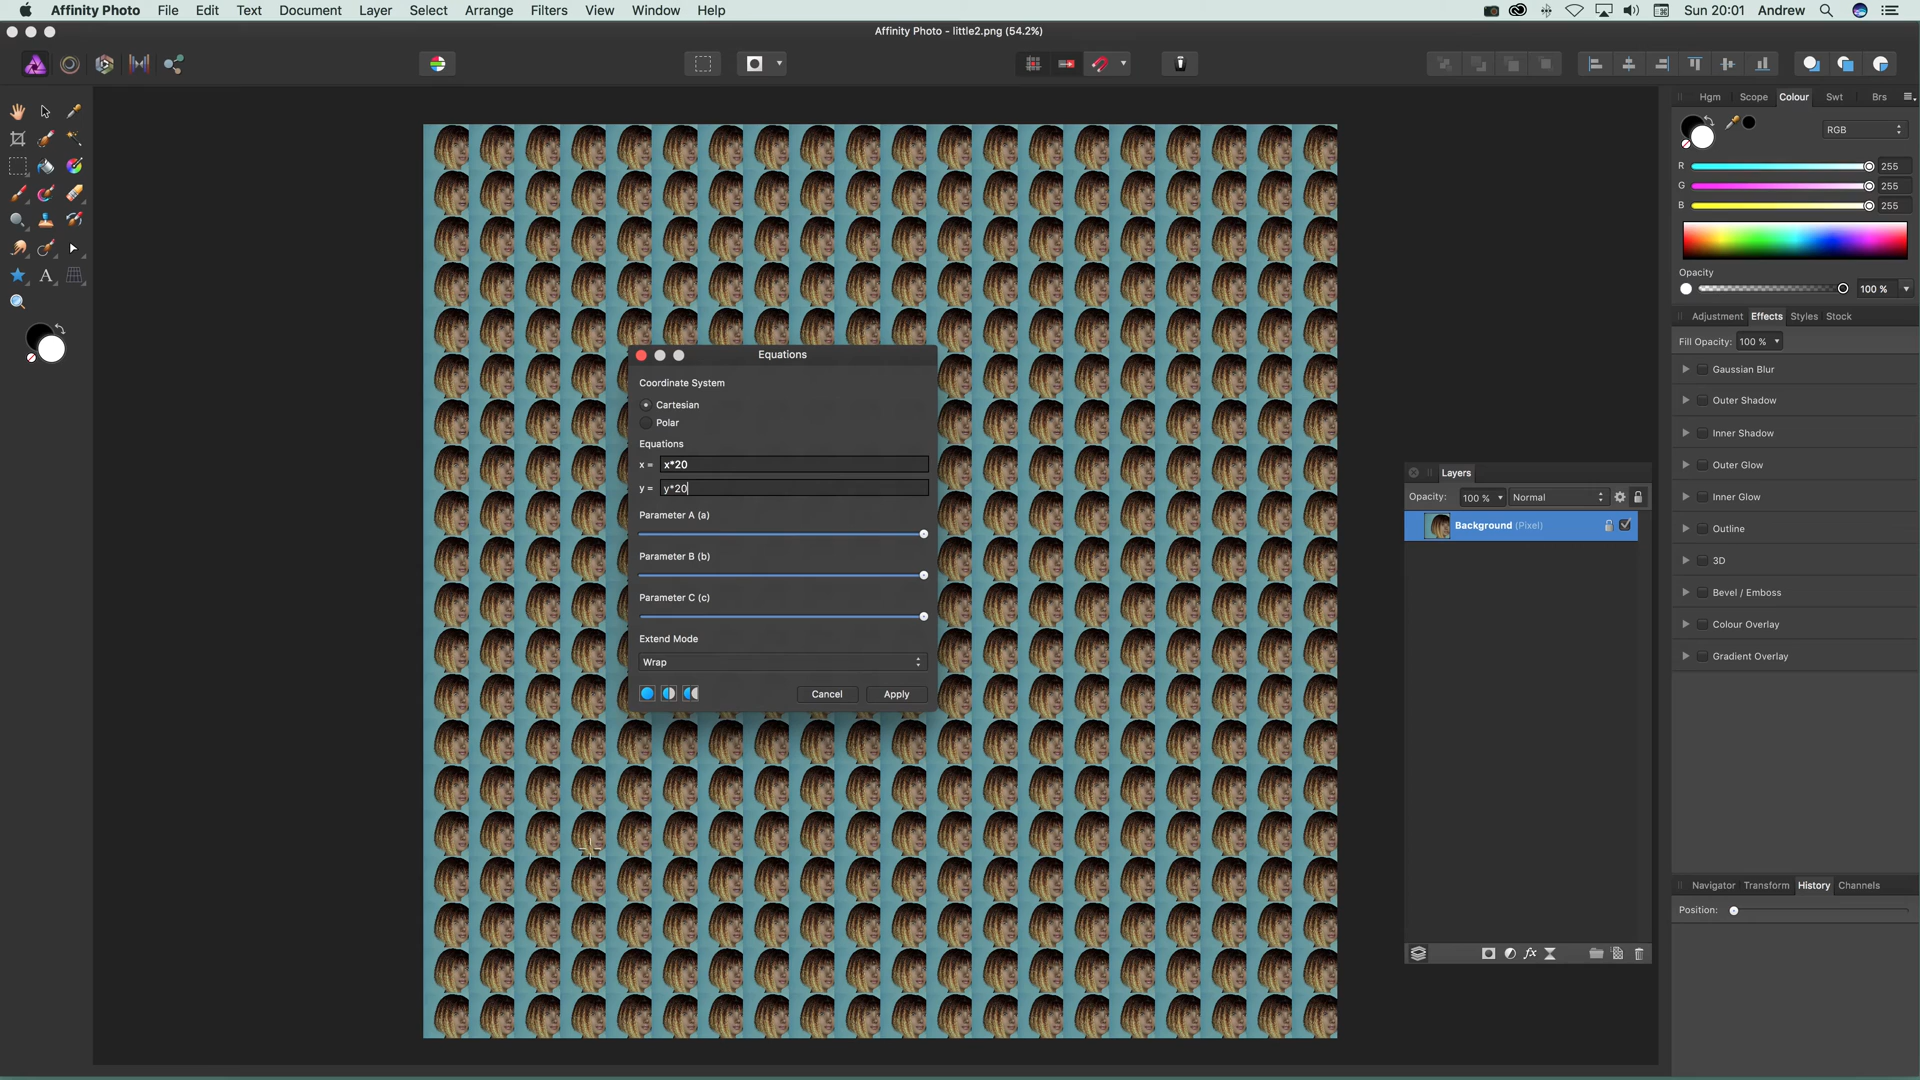 Affinity Photo File Edit Text Document Layer Select Arrange Filters View Window Help Sun 20:01 Andrew
Affinity Photo - little2.png (54.2%)
Hgm Scope Colour Swt Brs
RGB
R 255
G 255
B 255
Opacity
100 %
Adjustment Effects Styles Stock
Fill Opacity: 100 %
Gaussian Blur
Outer Shadow
Inner Shadow
Outer Glow
Inner Glow
Outline
3D
Bevel / Emboss
Colour Overlay
Gradient Overlay
Equations
Coordinate System
Cartesian
Polar
Equations
x = x*20
y = y*20
Parameter A (a)
Parameter B (b)
Parameter C (c)
Extend Mode
Wrap
Cancel Apply
Layers
Opacity: 100 % Normal
Background (Pixel)
fx
Navigator Transform History Channels
Position: